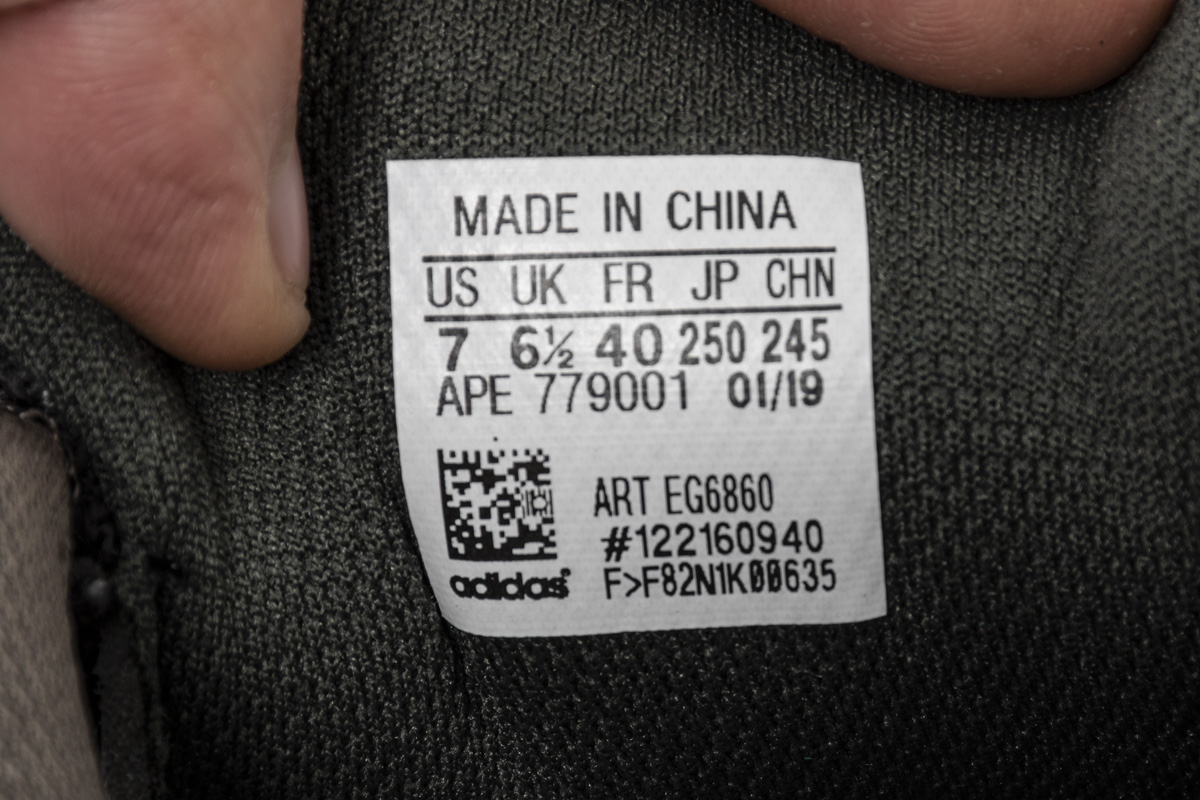 MADE IN CHINA
US UK FR JP CHN
7 6½ 40 250 245
APE 779001 01/19
ART EG6860
#122160940
adidas® F>F82N1K00635